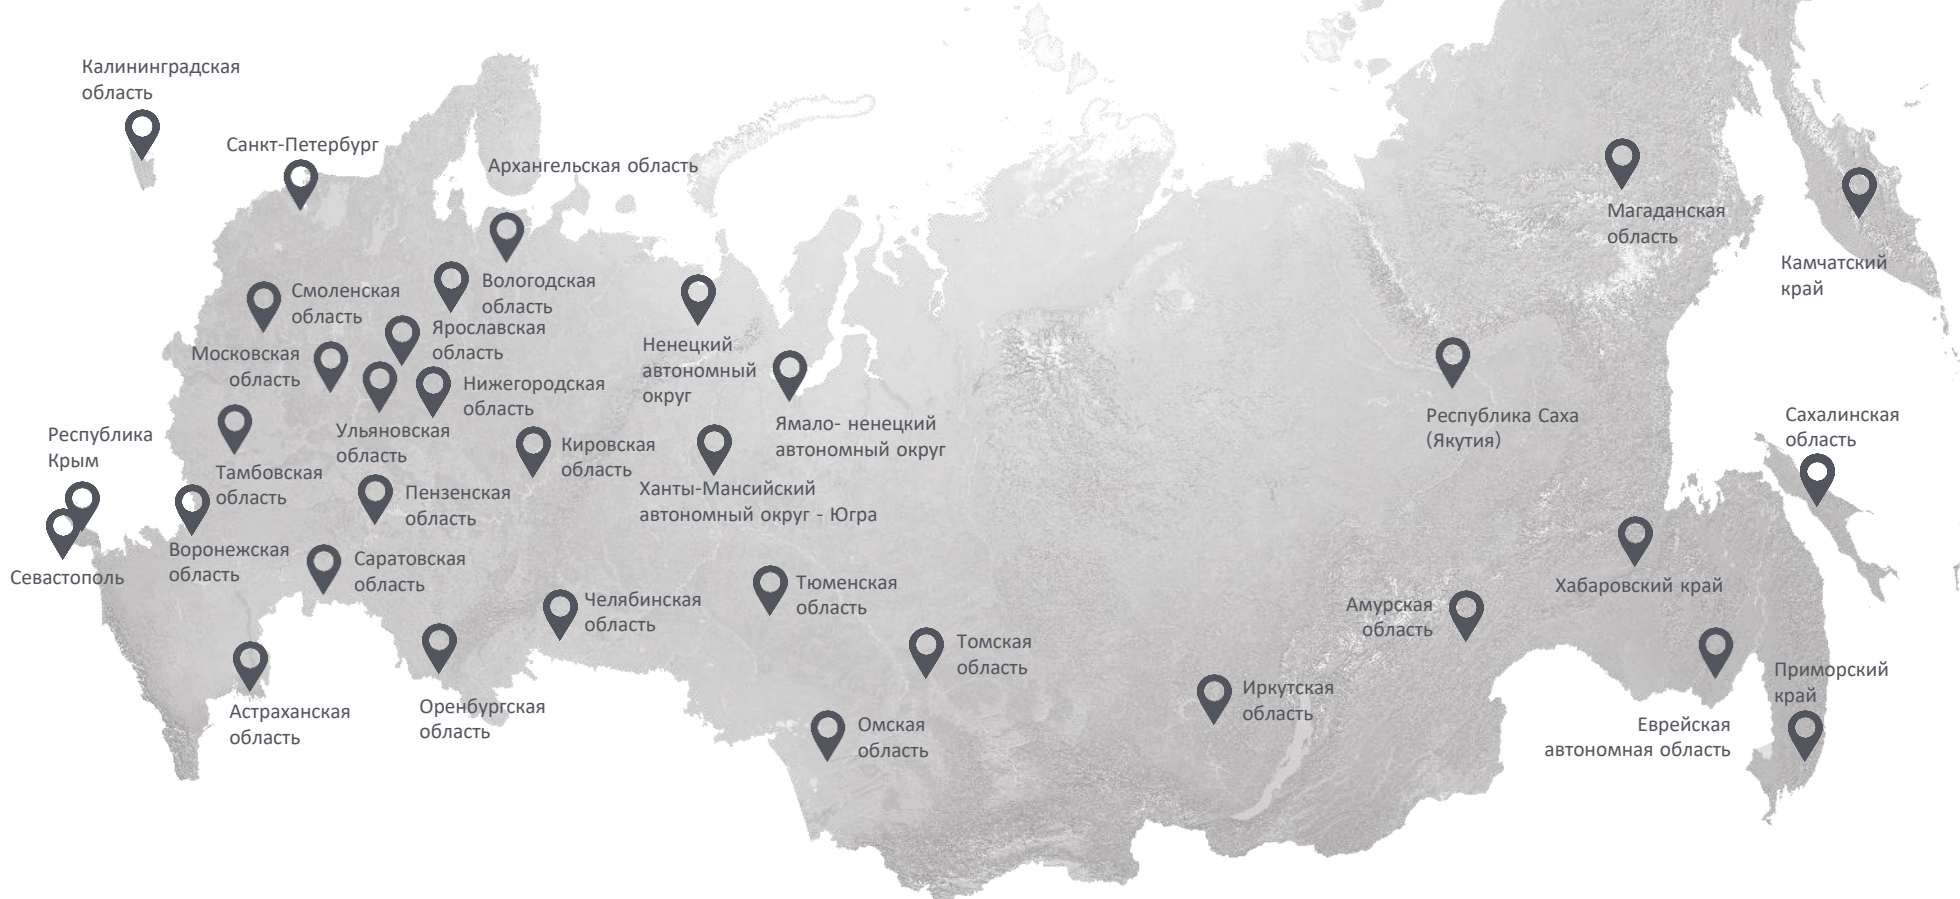 Калининградская
область
Санкт-Петербург
Архангельская область
Вологодская
область
Смоленская
область
Ярославская
область
Московская
область
Нижегородская
область
Ульяновская
область
Ненецкий
автономный
округ
Ямало- ненецкий
автономный округ
Республика
Крым
Тамбовская
область
Кировская
область
Пензенская
область
Ханты-Мансийский
автономный округ - Югра
Севастополь
Воронежская
область
Саратовская
область
Челябинская
область
Тюменская
область
Томская
область
Астраханская
область
Оренбургская
область
Омская
область
Иркутская
область
Магаданская
область
Камчатский
край
Республика Саха
(Якутия)
Сахалинская
область
Хабаровский край
Амурская
область
Приморский
край
Еврейская
автономная область